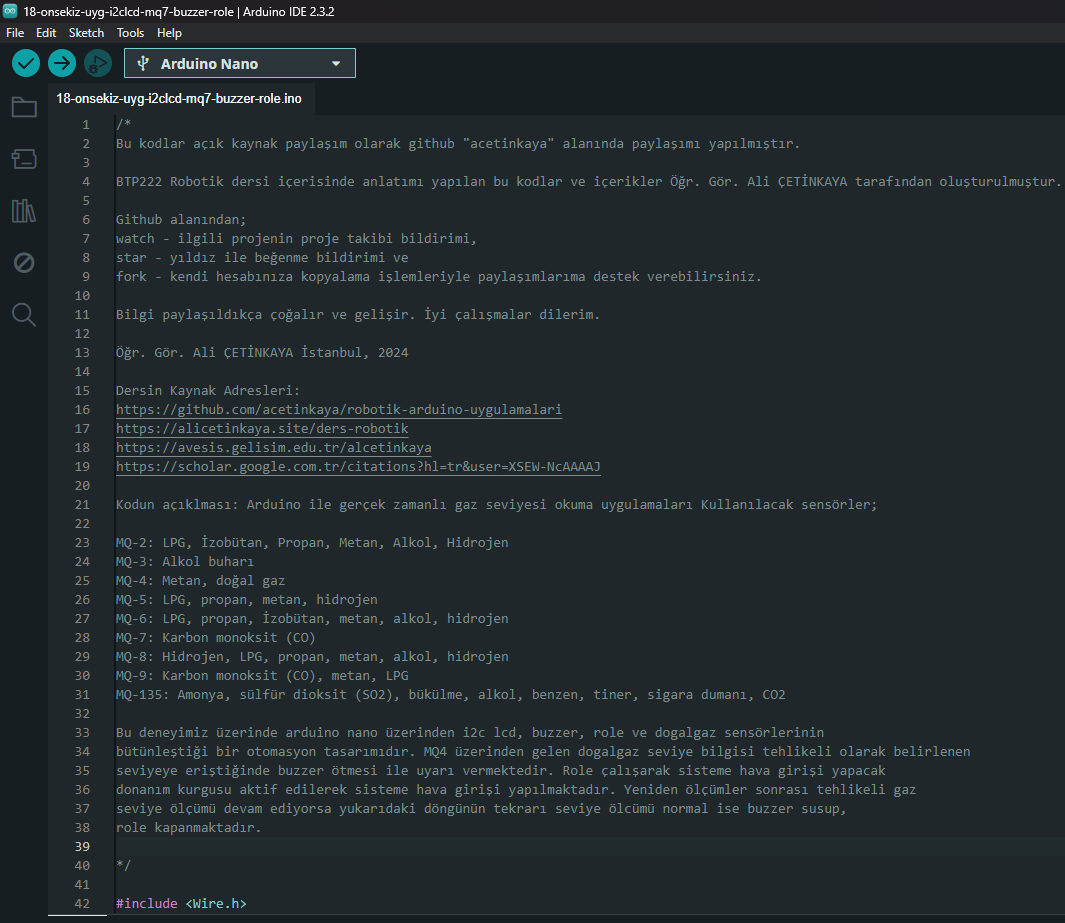 18-onsekiz-uyg-i2clcd-mq7-buzzer-role | Arduino IDE 2.3.2
File Edit Sketch Tools Help
Arduino Nano
18-onsekiz-uyg-i2clcd-mq7-buzzer-role.ino
1 /*
2 Bu kodlar açık kaynak paylaşım olarak github "acetinkaya" alanında paylaşımı yapılmıştır.
3
4 BTP222 Robotik dersi içerisinde anlatımı yapılan bu kodlar ve içerikler Öğr. Gör. Ali ÇETİNKAYA tarafından oluşturulmuştur.
5
6 Github alanından;
7 watch - ilgili projenin proje takibi bildirimi,
8 star - yıldız ile beğenme bildirimi ve
9 fork - kendi hesabınıza kopyalama işlemleriyle paylaşımlarıma destek verebilirsiniz.
10
11 Bilgi paylaşıldıkça çoğalır ve gelişir. İyi çalışmalar dilerim.
12
13 Öğr. Gör. Ali ÇETİNKAYA İstanbul, 2024
14
15 Dersin Kaynak Adresleri:
16 https://github.com/acetinkaya/robotik-arduino-uygulamalari
17 https://alicetinkaya.site/ders-robotik
18 https://avesis.gelisim.edu.tr/alcetinkaya
19 https://scholar.google.com.tr/citations?hl=tr&user=XSEW-NcAAAAJ
20
21 Kodun açıklması: Arduino ile gerçek zamanlı gaz seviyesi okuma uygulamaları Kullanılacak sensörler;
22
23 MQ-2: LPG, İzobütan, Propan, Metan, Alkol, Hidrojen
24 MQ-3: Alkol buharı
25 MQ-4: Metan, doğal gaz
26 MQ-5: LPG, propan, metan, hidrojen
27 MQ-6: LPG, propan, İzobütan, metan, alkol, hidrojen
28 MQ-7: Karbon monoksit (CO)
29 MQ-8: Hidrojen, LPG, propan, metan, alkol, hidrojen
30 MQ-9: Karbon monoksit (CO), metan, LPG
31 MQ-135: Amonya, sülfür dioksit (SO2), bükülme, alkol, benzen, tiner, sigara dumanı, CO2
32
33 Bu deneyimiz üzerinde arduino nano üzerinden i2c lcd, buzzer, role ve dogalgaz sensörlerinin
34 bütünleştiği bir otomasyon tasarımıdır. MQ4 üzerinden gelen dogalgaz seviye bilgisi tehlikeli olarak belirlenen
35 seviyeye eriştiğinde buzzer ötmesi ile uyarı vermektedir. Role çalışarak sisteme hava girişi yapacak
36 donanım kurgusu aktif edilerek sisteme hava girişi yapılmaktadır. Yeniden ölçümler sonrası tehlikeli gaz
37 seviye ölçümü devam ediyorsa yukarıdaki döngünün tekrarı seviye ölcümü normal ise buzzer susup,
38 role kapanmaktadır.
39
40 */
41
42 #include <Wire.h>